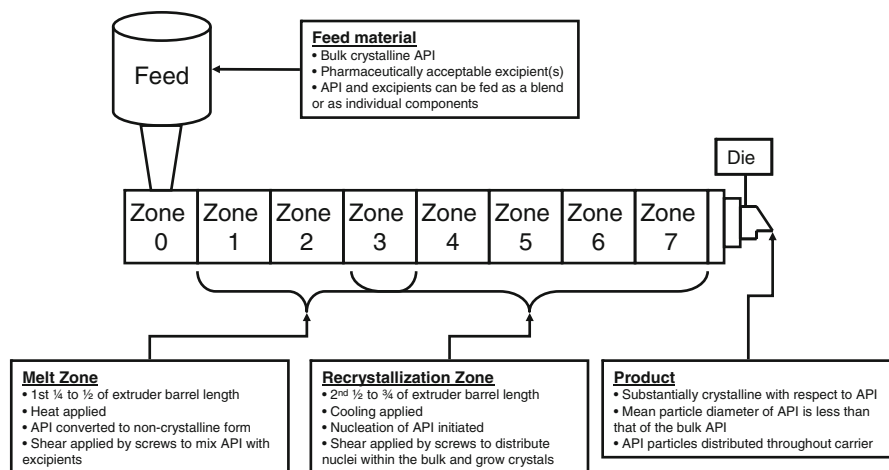 Feed
Feed material
• Bulk crystalline API
• Pharmaceutically acceptable excipient(s)
• API and excipients can be fed as a blend
or as individual components
Die
Zone
0
Zone
1
Zone
2
Zone
3
Zone
4
Zone
5
Zone
6
Zone
7
Melt Zone
• 1st ¼ to ½ of extruder barrel length
• Heat applied
• API converted to non-crystalline form
• Shear applied by screws to mix API with
excipients
Recrystallization Zone
• 2nd ½ to ¾ of extruder barrel length
• Cooling applied
• Nucleation of API initiated
• Shear applied by screws to distribute
nuclei within the bulk and grow crystals
Product
• Substantially crystalline with respect to API
• Mean particle diameter of API is less than
that of the bulk API
• API particles distributed throughout carrier